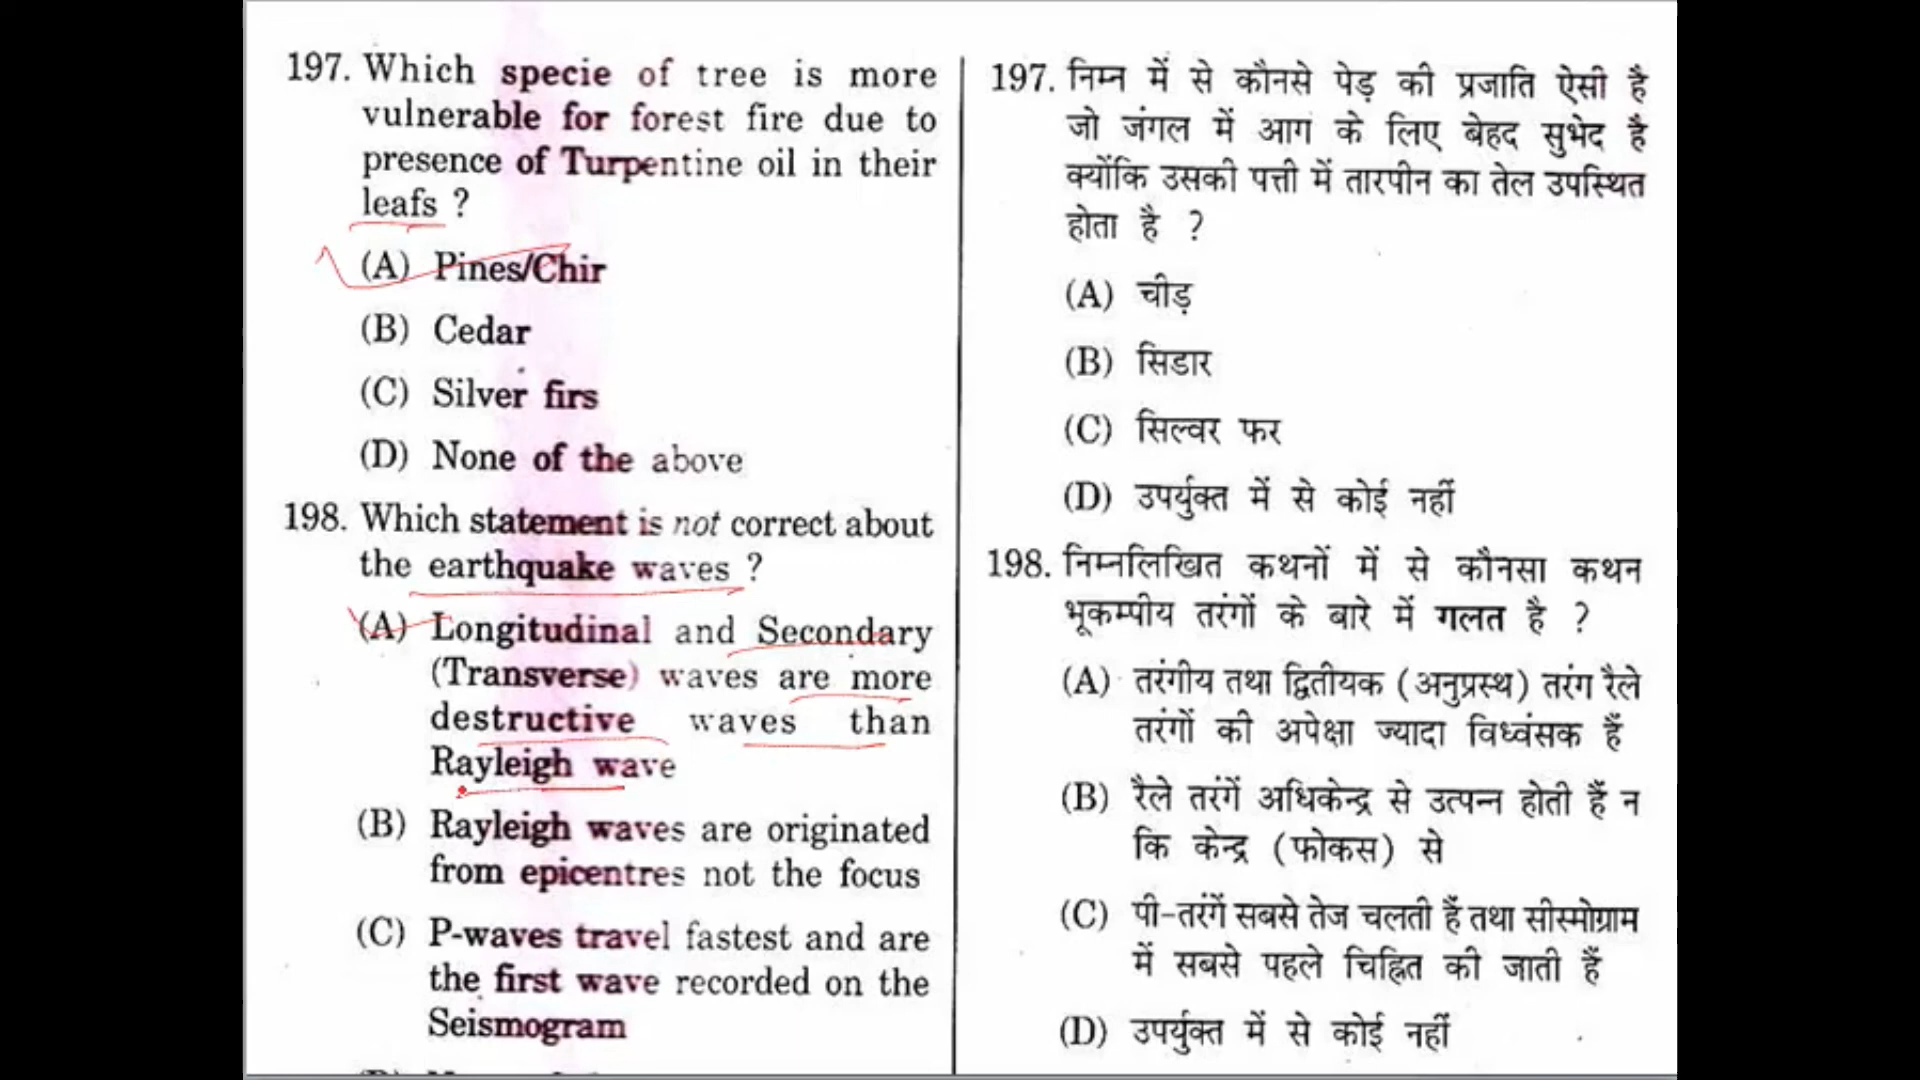 197. Which specie of tree is more
vulnerable for forest fire due to
presence of Turpentine oil in their
leafs ?
(A) Pines/Chir
(B) Cedar
(C) Silver firs
(D) None of the above
198. Which statement is not correct about
the earthquake waves ?
(A) Longitudinal and Secondary
(Transverse) waves are more
destructive waves than
Rayleigh wave
(B) Rayleigh waves are originated
from epicentres not the focus
(C) P-waves travel fastest and are
the first wave recorded on the
Seismogram
197. निम्न में से कौनसे पेड़ की प्रजाति ऐसी है
जो जंगल में आग के लिए बेहद सुभेद है
क्योंकि उसकी पत्ती में तारपीन का तेल उपस्थित
होता है ?
(A) चीड़
(B) सिडार
(C) सिल्वर फर
(D) उपर्युक्त में से कोई नहीं
198. निम्नलिखित कथनों में से कौनसा कथन
भूकम्पीय तरंगों के बारे में गलत है ?
(A) तरंगीय तथा द्वितीयक (अनुप्रस्थ) तरंग रैले
तरंगों की अपेक्षा ज्यादा विध्वंसक हैं
(B) रैले तरंगें अधिकेन्द्र से उत्पन्न होती हैं न
कि केन्द्र (फोकस) से
(C) पी-तरंगें सबसे तेज चलती हैं तथा सीस्मोग्राम
में सबसे पहले चिह्नित की जाती हैं
(D) उपर्युक्त में से कोई नहीं